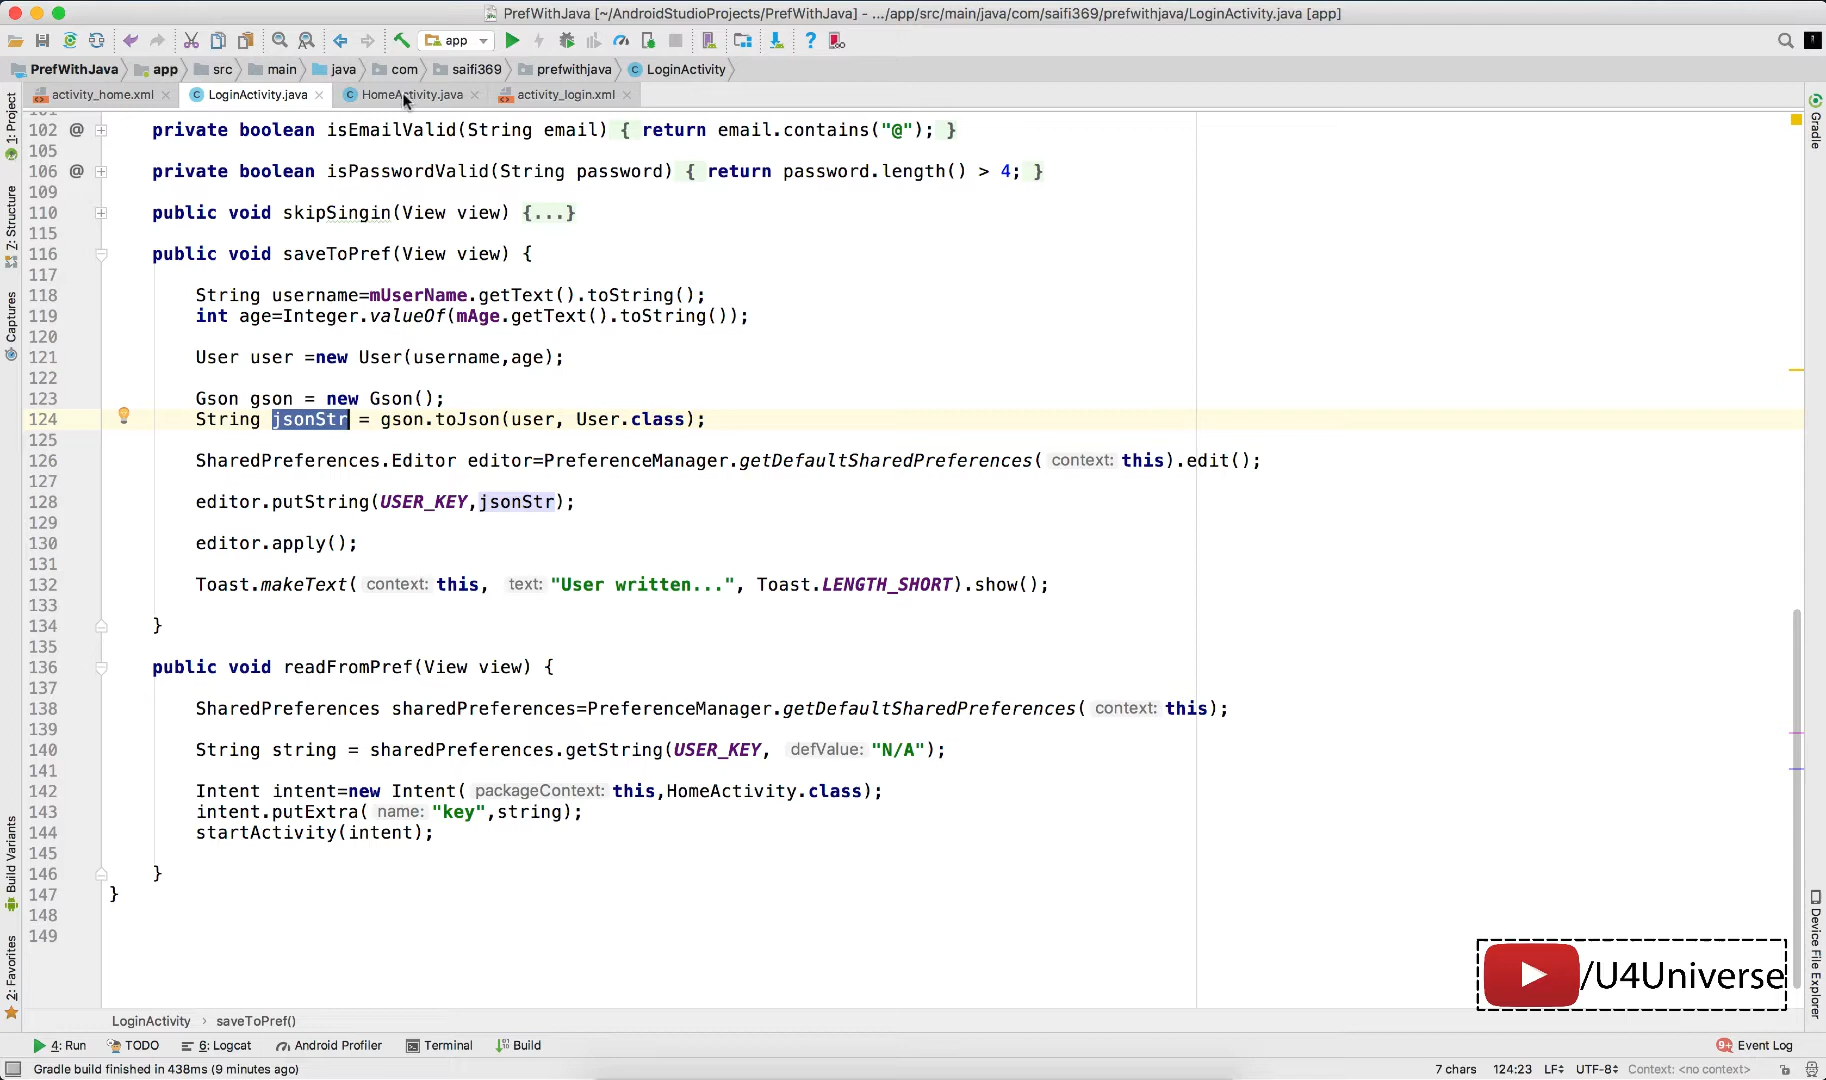 PrefWithJava [~/AndroidStudioProjects/PrefWithJava] - .../app/src/main/java/com/saifi369/prefwithjava/LoginActivity.java [app]
app
PrefWithJava app src main java com saifi369 prefwithjava LoginActivity
activity_home.xml LoginActivity.java HomeActivity.java activity_login.xml
1: Project
7: Structure
Captures
Build Variants
2: Favorites
Gradle
Device File Explorer
101
102 private boolean isEmailValid(String email) { return email.contains("@"); }
105
106 private boolean isPasswordValid(String password) { return password.length() > 4; }
109
110 public void skipSingin(View view) {...}
115
116 public void saveToPref(View view) {
117
118 String username=mUserName.getText().toString();
119 int age=Integer.valueOf(mAge.getText().toString());
120
121 User user =new User(username,age);
122
123 Gson gson = new Gson();
124 String jsonStr = gson.toJson(user, User.class);
125
126 SharedPreferences.Editor editor=PreferenceManager.getDefaultSharedPreferences( context: this).edit();
127
128 editor.putString(USER_KEY,jsonStr);
129
130 editor.apply();
131
132 Toast.makeText( context: this, text: "User written...", Toast.LENGTH_SHORT).show();
133
134 }
135
136 public void readFromPref(View view) {
137
138 SharedPreferences sharedPreferences=PreferenceManager.getDefaultSharedPreferences( context: this);
139
140 String string = sharedPreferences.getString(USER_KEY, defValue: "N/A");
141
142 Intent intent=new Intent( packageContext: this,HomeActivity.class);
143 intent.putExtra( name: "key",string);
144 startActivity(intent);
145
146 }
147 }
148
149
/U4Universe
LoginActivity › saveToPref()
4: Run TODO 6: Logcat Android Profiler Terminal Build 9+ Event Log
Gradle build finished in 438ms (9 minutes ago) 7 chars 124:23 LF UTF-8 Context: <no context>